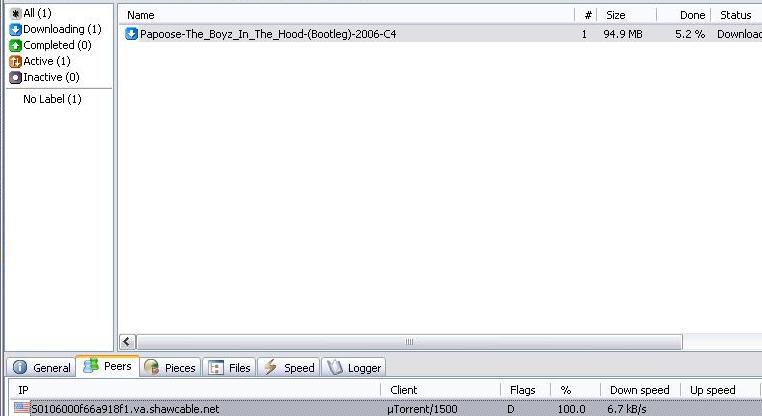 All (1)
Downloading (1)
Completed (0)
Active (1)
Inactive (0)
No Label (1)
Name # Size Done Status
Papoose-The_Boyz_In_The_Hood-(Bootleg)-2006-C4 1 94.9 MB 5.2 % Downloac
General Peers Pieces Files Speed Logger
IP Client Flags % Down speed Up speed
S0106000f66a918f1.va.shawcable.net µTorrent/1500 D 100.0 6.7 kB/s